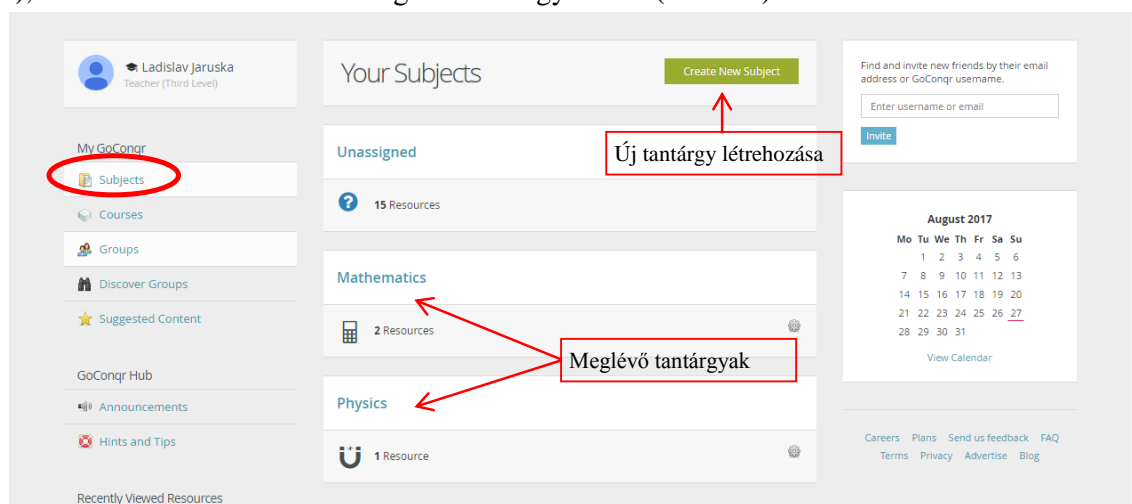 Ladislav Jaruska
Teacher (Third Level)
My GoConqr
Subjects
Courses
Groups
Discover Groups
Suggested Content
GoConqr Hub
Announcements
Hints and Tips
Recently Viewed Resources
Your Subjects
Create New Subject
Új tantárgy létrehozása
Unassigned
15 Resources
Mathematics
2 Resources
Meglévő tantárgyak
Physics
1 Resource
Find and invite new friends by their email
address or GoConqr username.
Enter username or email
Invite
August 2017
Mo Tu We Th Fr Sa Su
1 2 3 4 5 6
7 8 9 10 11 12 13
14 15 16 17 18 19 20
21 22 23 24 25 26 27
28 29 30 31
View Calendar
Careers Plans Send us feedback FAQ
Terms Privacy Advertise Blog